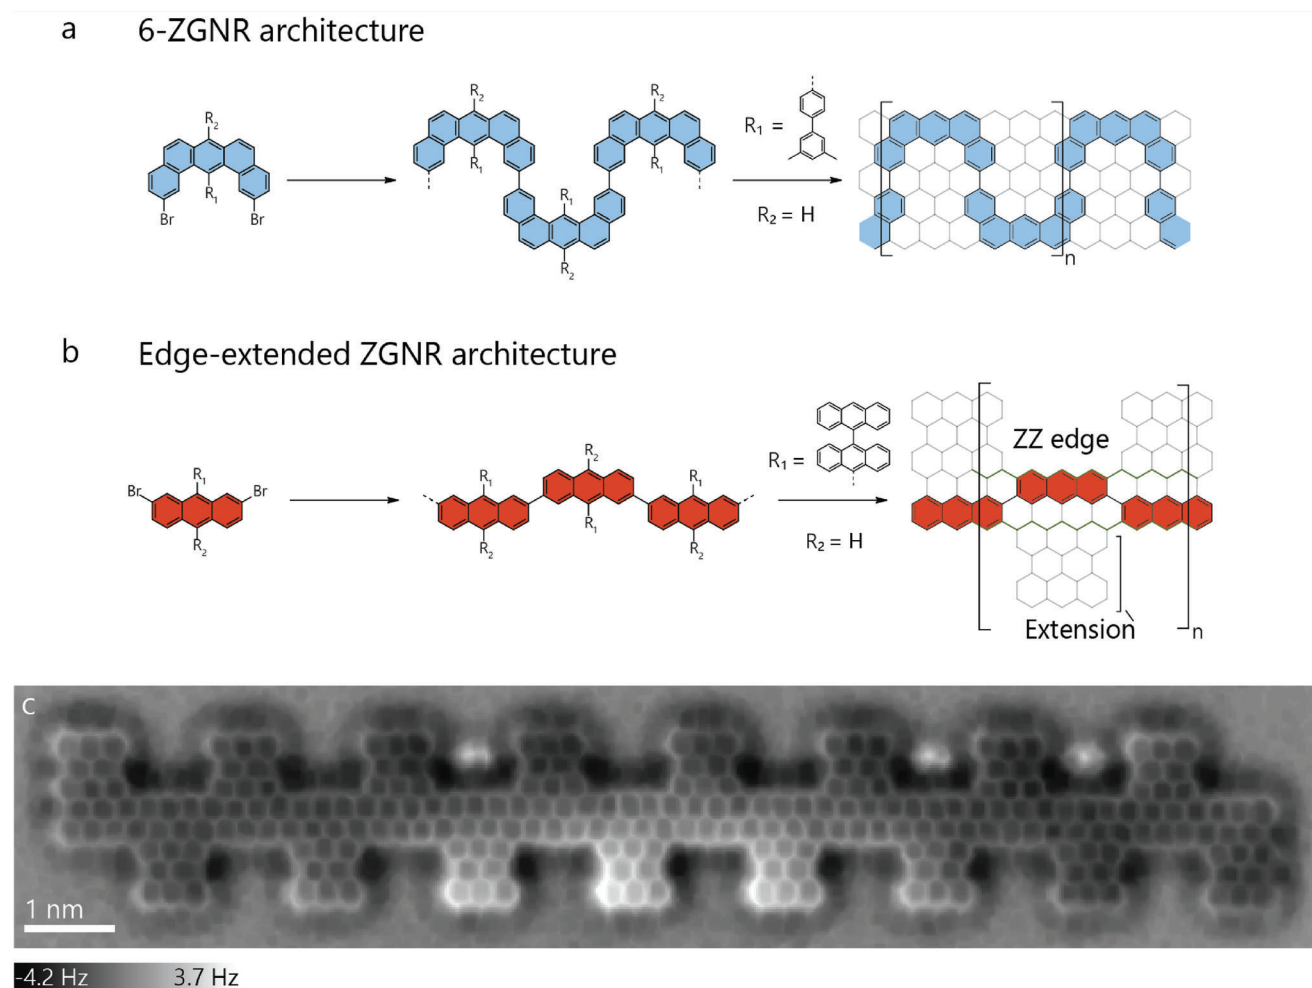 a 6-ZGNR architecture
R2
R1
Br Br
R2 R2
R1 R1
R1
R2
R1 =
R2 = H
n
b Edge-extended ZGNR architecture
Br R1 Br
R2
R1 R2 R1
R2 R1 R2
R1 =
R2 = H
ZZ edge
Extension
n
c
1 nm
-4.2 Hz 3.7 Hz